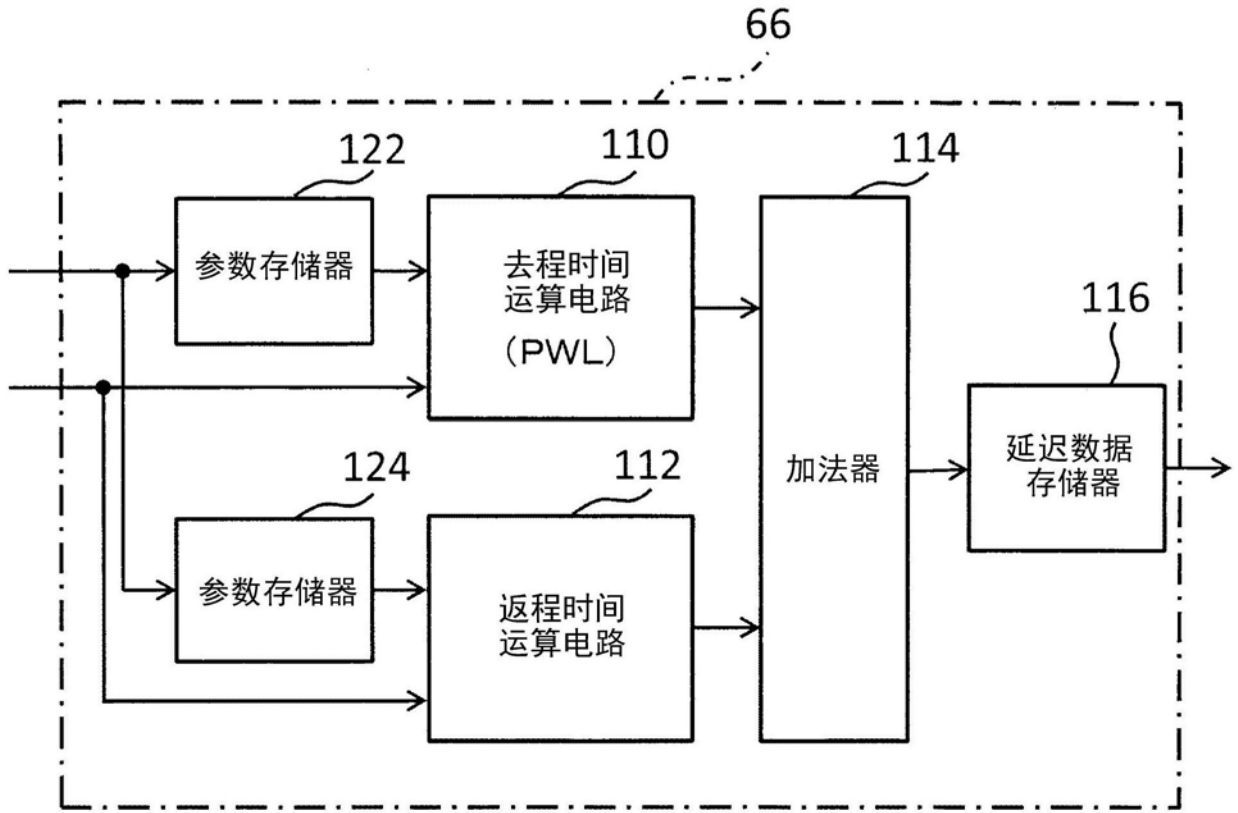 66
122
110
114
参数存储器
去程时间
运算电路
(PWL)
116
124
112
加法器
延迟数据
存储器
参数存储器
返程时间
运算电路